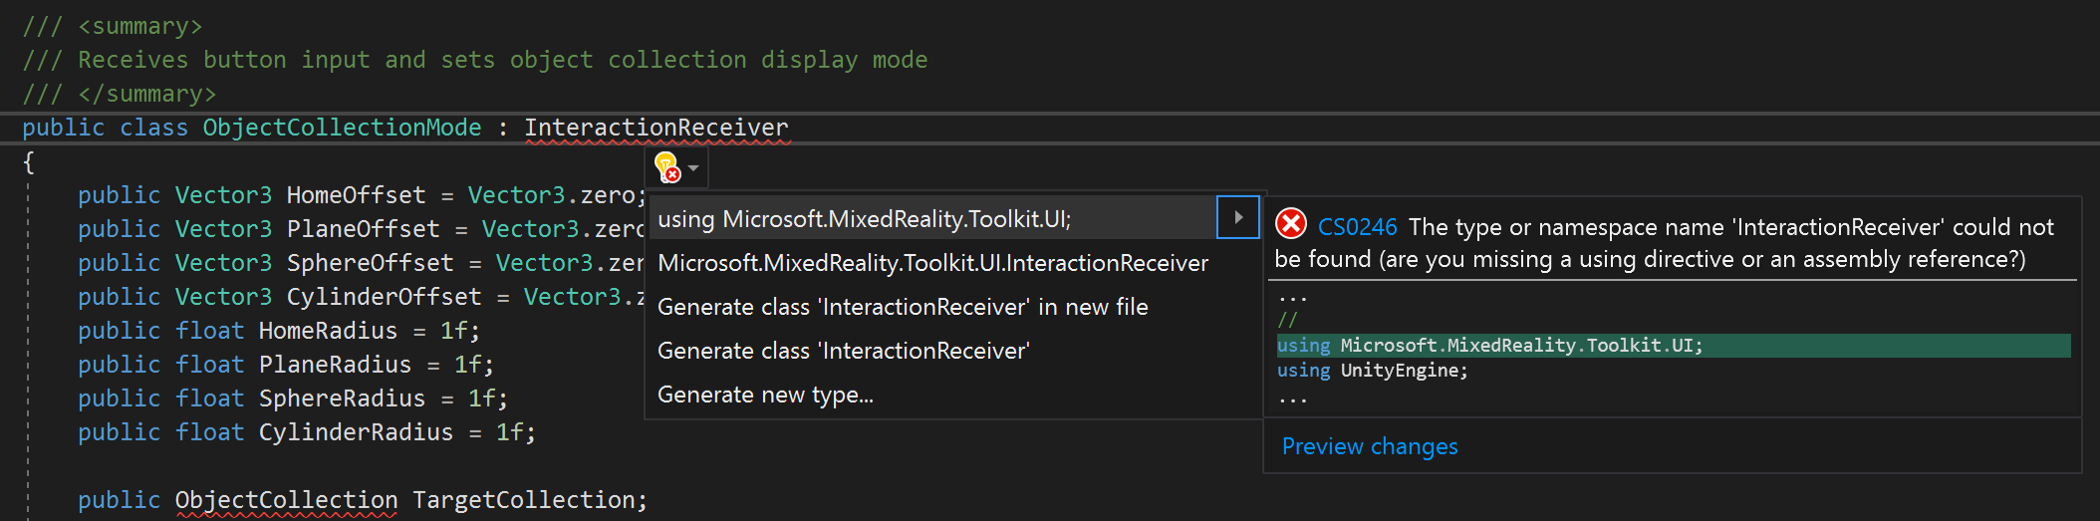 /// <summary>
/// Receives button input and sets object collection display mode
/// </summary>
public class ObjectCollectionMode : InteractionReceiver
{
public Vector3 HomeOffset = Vector3.zero;
public Vector3 PlaneOffset = Vector3.zero
public Vector3 SphereOffset = Vector3.zer
public Vector3 CylinderOffset = Vector3.z
public float HomeRadius = 1f;
public float PlaneRadius = 1f;
public float SphereRadius = 1f;
public float CylinderRadius = 1f;
public ObjectCollection TargetCollection;
using Microsoft.MixedReality.Toolkit.UI;
Microsoft.MixedReality.Toolkit.UI.InteractionReceiver
Generate class 'InteractionReceiver' in new file
Generate class 'InteractionReceiver'
Generate new type...
CS0246 The type or namespace name 'InteractionReceiver' could not
be found (are you missing a using directive or an assembly reference?)
...
//
using Microsoft.MixedReality.Toolkit.UI;
using UnityEngine;
...
Preview changes